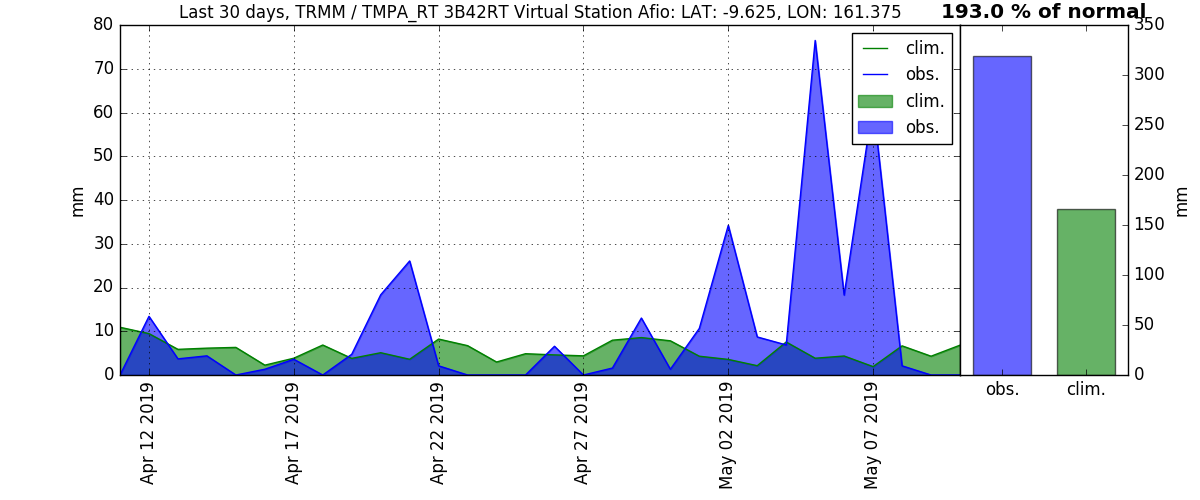 Last 30 days, TRMM / TMPA_RT 3B42RT Virtual Station Afio: LAT: -9.625, LON: 161.375
193.0 % of normal
80
70
60
50
40
30
20
10
0
mm
clim.
obs.
clim.
obs.
Apr 12 2019
Apr 17 2019
Apr 22 2019
Apr 27 2019
May 02 2019
May 07 2019
350
300
250
200
150
100
50
0
mm
obs.
clim.